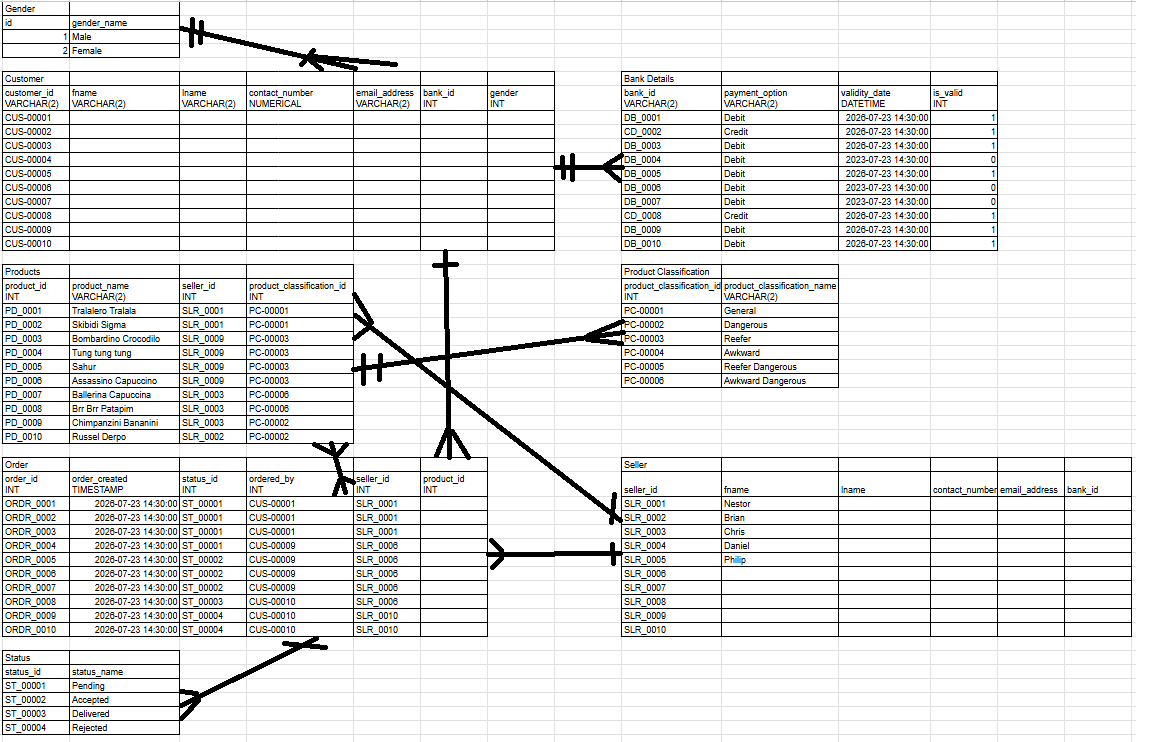 Gender
id gender_name
1 Male
2 Female
Customer
customer_id fname lname contact_number email_address bank_id gender
VARCHAR(2) VARCHAR(2) VARCHAR(2) NUMERICAL VARCHAR(2) INT INT
CUS-00001
CUS-00002
CUS-00003
CUS-00004
CUS-00005
CUS-00006
CUS-00007
CUS-00008
CUS-00009
CUS-00010
Bank Details
bank_id payment_option validity_date is_valid
VARCHAR(2) VARCHAR(2) DATETIME INT
DB_0001 Debit 2026-07-23 14:30:00 1
CD_0002 Credit 2026-07-23 14:30:00 1
DB_0003 Debit 2026-07-23 14:30:00 1
DB_0004 Debit 2023-07-23 14:30:00 0
DB_0005 Debit 2026-07-23 14:30:00 1
DB_0006 Debit 2023-07-23 14:30:00 0
DB_0007 Debit 2023-07-23 14:30:00 0
CD_0008 Credit 2026-07-23 14:30:00 1
DB_0009 Debit 2026-07-23 14:30:00 1
DB_0010 Debit 2026-07-23 14:30:00 1
Products
product_id product_name seller_id product_classification_id
INT VARCHAR(2) INT INT
PD_0001 Tralalero Tralala SLR_0001 PC-00001
PD_0002 Skibidi Sigma SLR_0001 PC-00001
PD_0003 Bombardino Crocodilo SLR_0009 PC-00003
PD_0004 Tung tung tung SLR_0009 PC-00003
PD_0005 Sahur SLR_0009 PC-00003
PD_0006 Assassino Capuccino SLR_0009 PC-00003
PD_0007 Ballerina Capuccina SLR_0003 PC-00006
PD_0008 Brr Brr Patapim SLR_0003 PC-00006
PD_0009 Chimpanzini Bananini SLR_0003 PC-00002
PD_0010 Russel Derpo SLR_0002 PC-00002
Product Classification
product_classification_id product_classification_name
INT VARCHAR(2)
PC-00001 General
PC-00002 Dangerous
PC-00003 Reefer
PC-00004 Awkward
PC-00005 Reefer Dangerous
PC-00006 Awkward Dangerous
Order
order_id order_created status_id ordered_by seller_id product_id
INT TIMESTAMP INT INT INT INT
ORDR_0001 2026-07-23 14:30:00 ST_00001 CUS-00001 SLR_0001
ORDR_0002 2026-07-23 14:30:00 ST_00001 CUS-00001 SLR_0001
ORDR_0003 2026-07-23 14:30:00 ST_00001 CUS-00001 SLR_0001
ORDR_0004 2026-07-23 14:30:00 ST_00001 CUS-00009 SLR_0006
ORDR_0005 2026-07-23 14:30:00 ST_00002 CUS-00009 SLR_0006
ORDR_0006 2026-07-23 14:30:00 ST_00002 CUS-00009 SLR_0006
ORDR_0007 2026-07-23 14:30:00 ST_00002 CUS-00009 SLR_0006
ORDR_0008 2026-07-23 14:30:00 ST_00003 CUS-00010 SLR_0006
ORDR_0009 2026-07-23 14:30:00 ST_00004 CUS-00010 SLR_0010
ORDR_0010 2026-07-23 14:30:00 ST_00004 CUS-00010 SLR_0010
Seller
seller_id fname lname contact_number email_address bank_id
SLR_0001 Nestor
SLR_0002 Brian
SLR_0003 Chris
SLR_0004 Daniel
SLR_0005 Philip
SLR_0006
SLR_0007
SLR_0008
SLR_0009
SLR_0010
Status
status_id status_name
ST_00001 Pending
ST_00002 Accepted
ST_00003 Delivered
ST_00004 Rejected